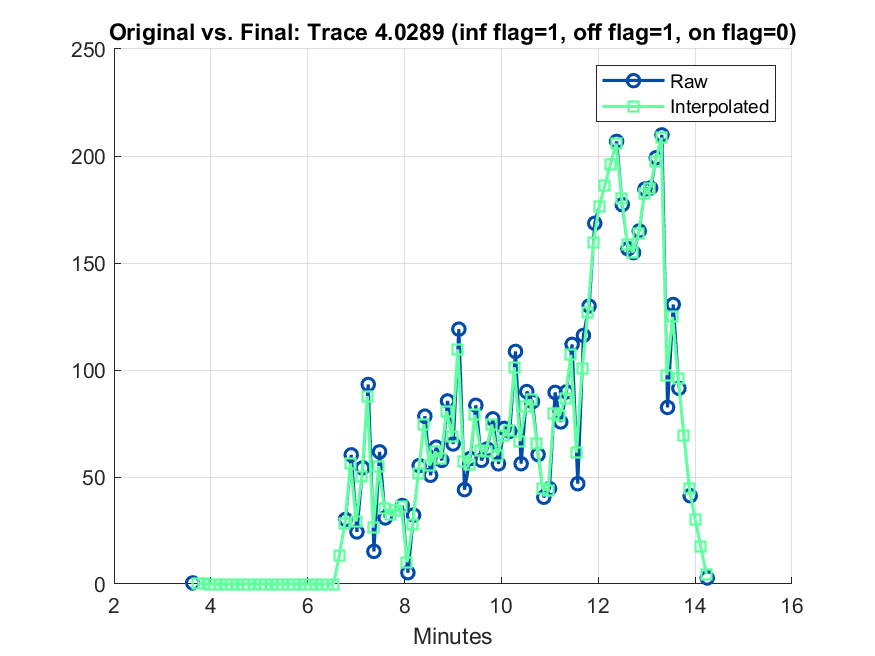 Original vs. Final: Trace 4.0289 (inf flag=1, off flag=1, on flag=0)
250
200
150
100
50
0
Raw
Interpolated
2 4 6 8 10 12 14 16
Minutes